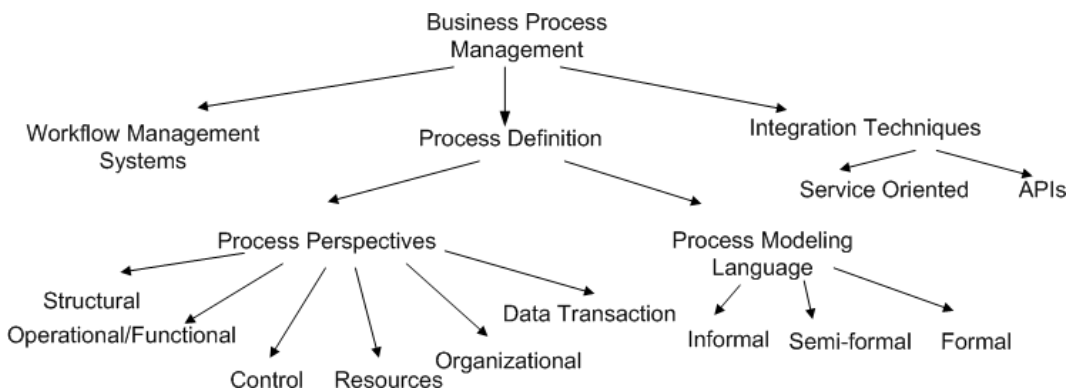 Business Process
Management
Workflow Management
Systems
Process Definition
Integration Techniques
Service Oriented
APIs
Process Perspectives
Process Modeling
Language
Structural
Operational/Functional
Control
Resources
Organizational
Data Transaction
Informal
Semi-formal
Formal